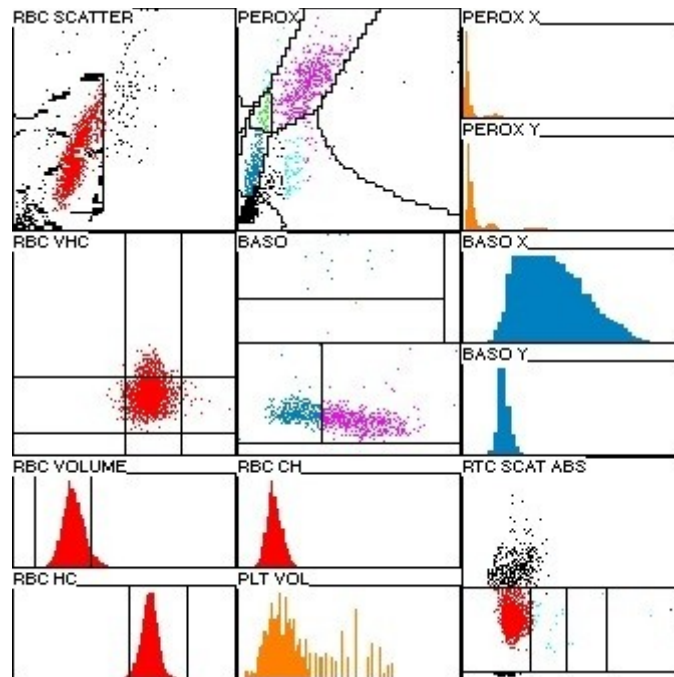 RBC SCATTER
PEROX
PEROX X
PEROX Y
RBC VHC
BASO
BASO X
BASO Y
RBC VOLUME
RBC CH
RTC SCAT ABS
RBC HC
PLT VOL